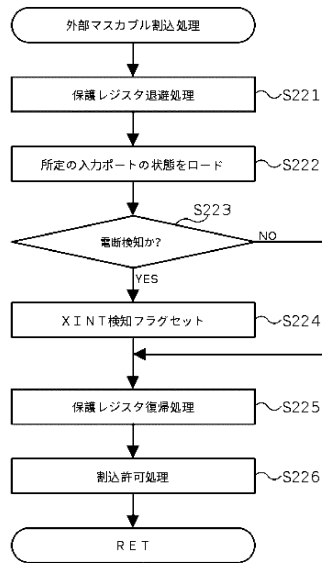 外部マスカブル割込処理
保護レジスタ退避処理
S221
所定の入力ポートの状態をロード
S222
S223
電断検知か?
NO
YES
XINT検知フラグセット
S224
保護レジスタ復帰処理
S225
割込許可処理
S226
RET